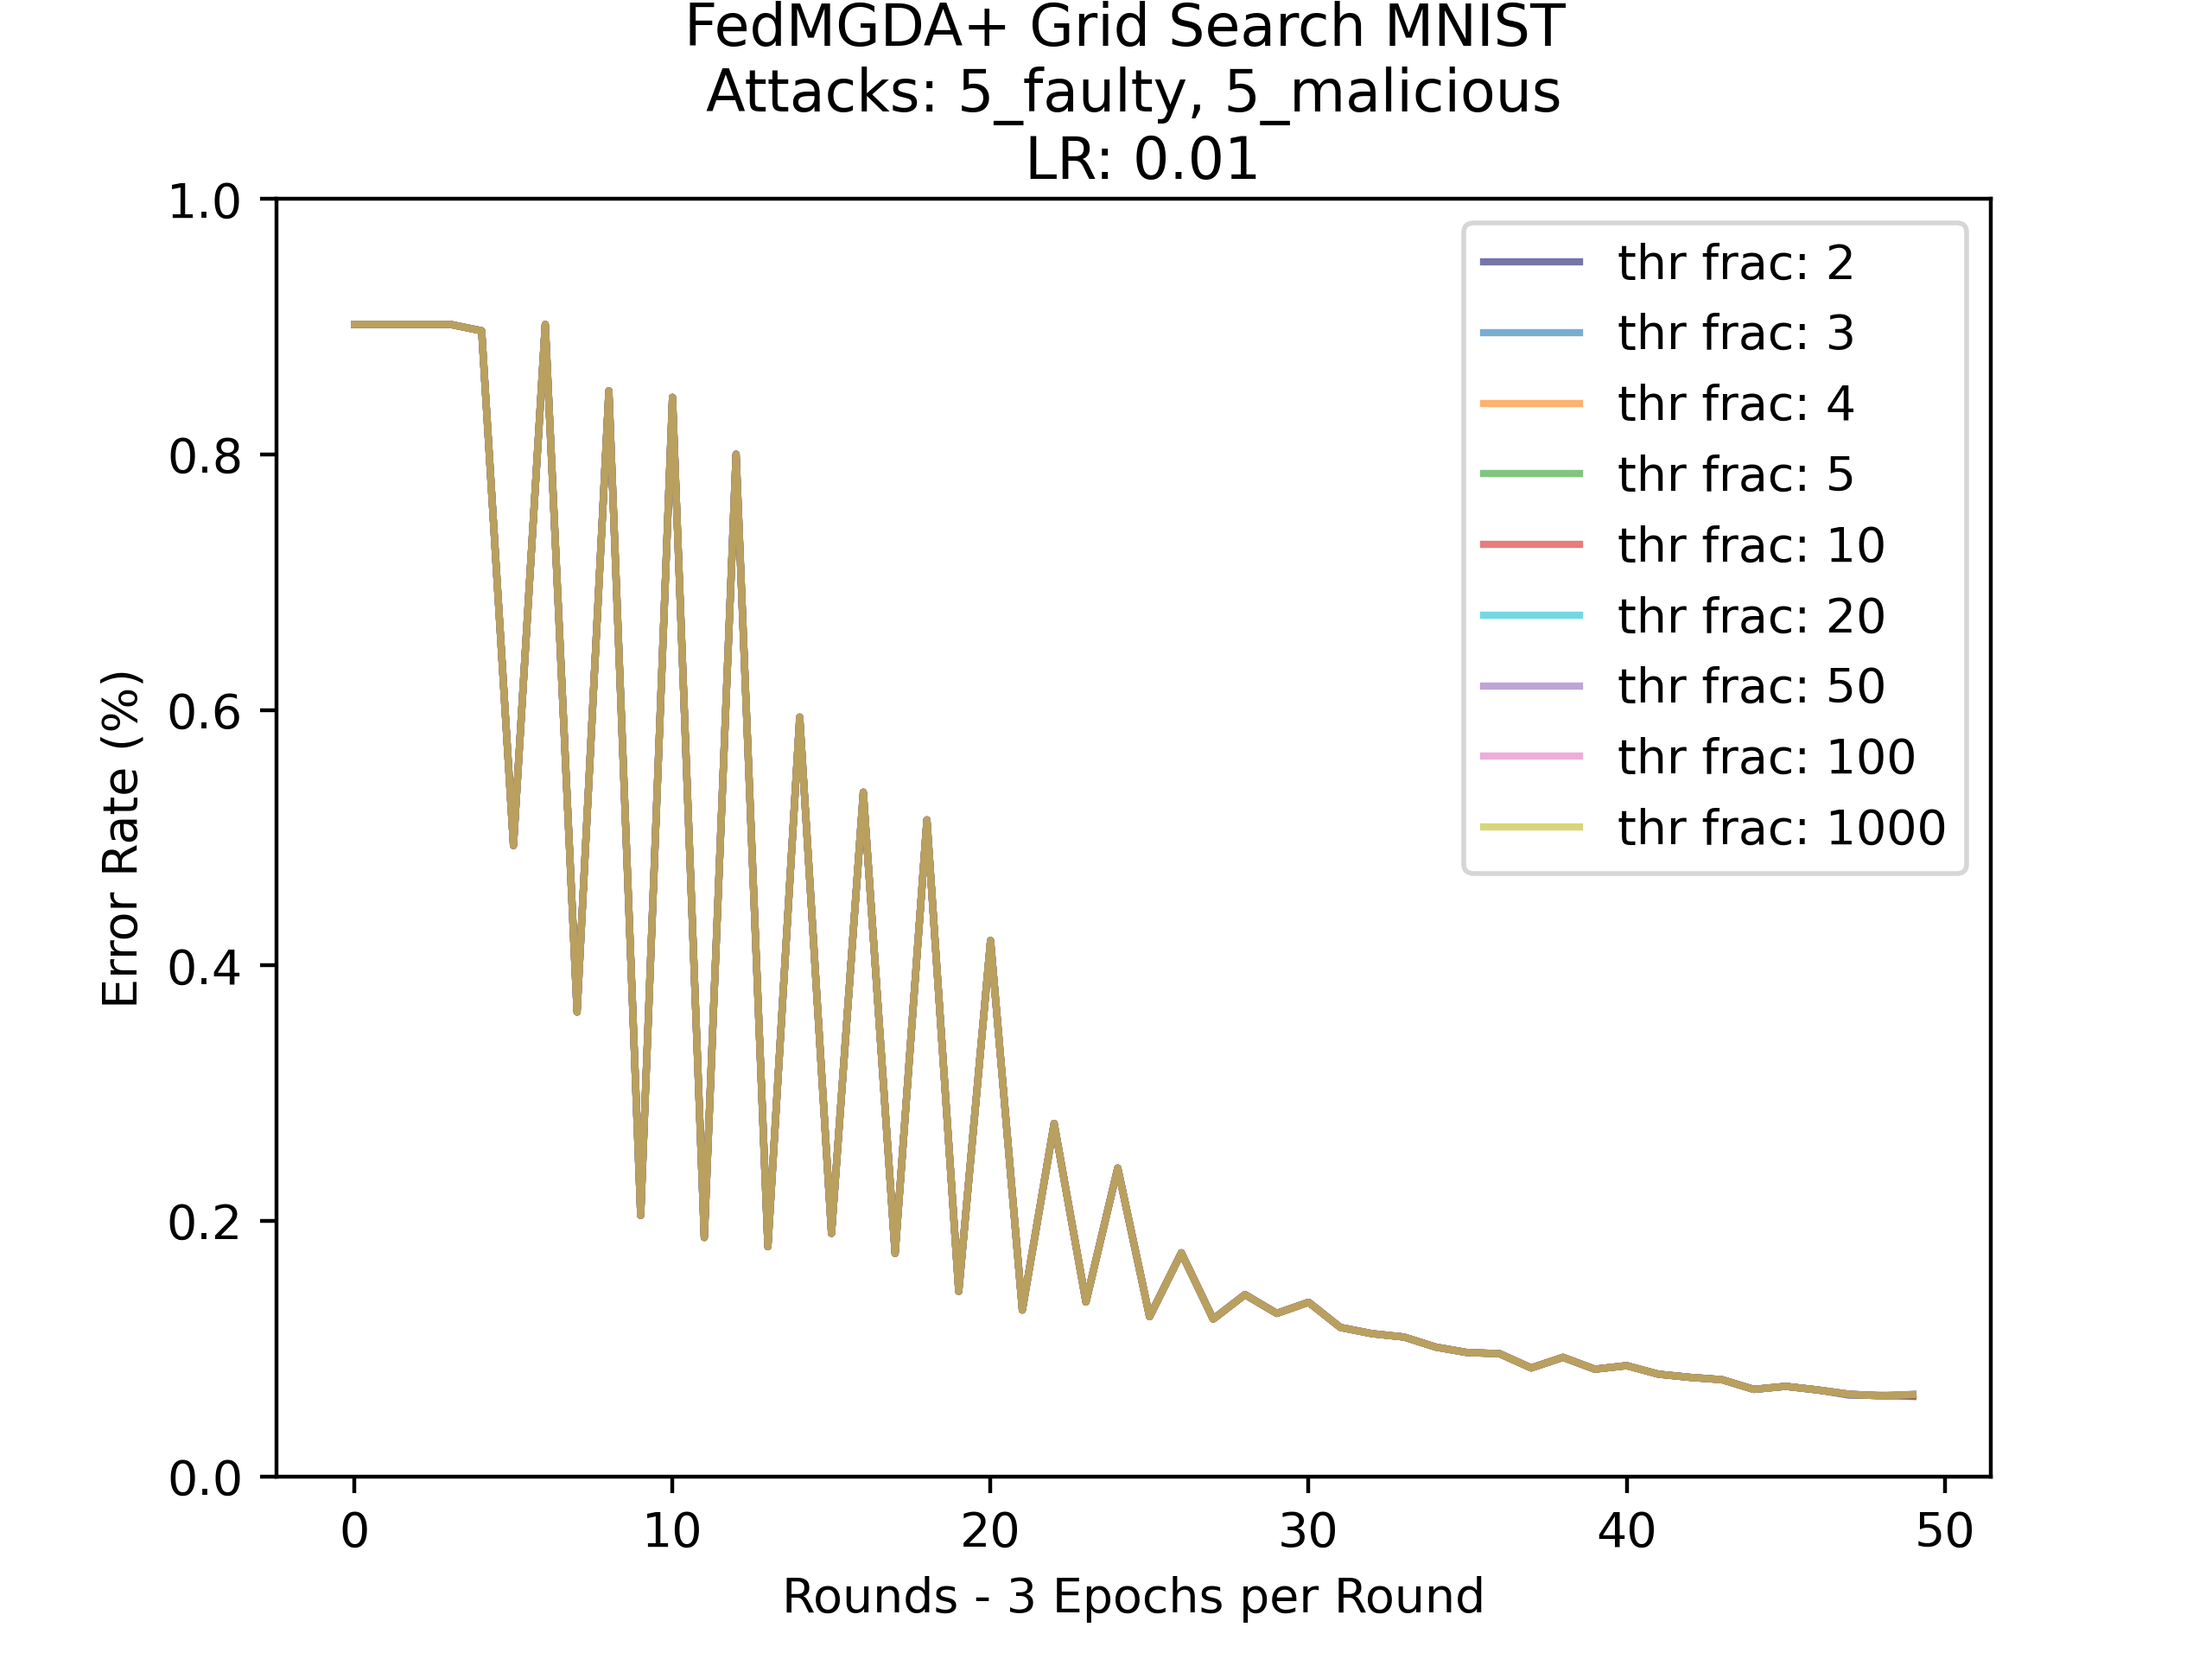 FedMGDA+ Grid Search MNIST
Attacks: 5_faulty, 5_malicious
LR: 0.01
1.0
0.8
0.6
0.4
0.2
0.0
Error Rate (%)
thr frac: 2
thr frac: 3
thr frac: 4
thr frac: 5
thr frac: 10
thr frac: 20
thr frac: 50
thr frac: 100
thr frac: 1000
0 10 20 30 40 50
Rounds - 3 Epochs per Round